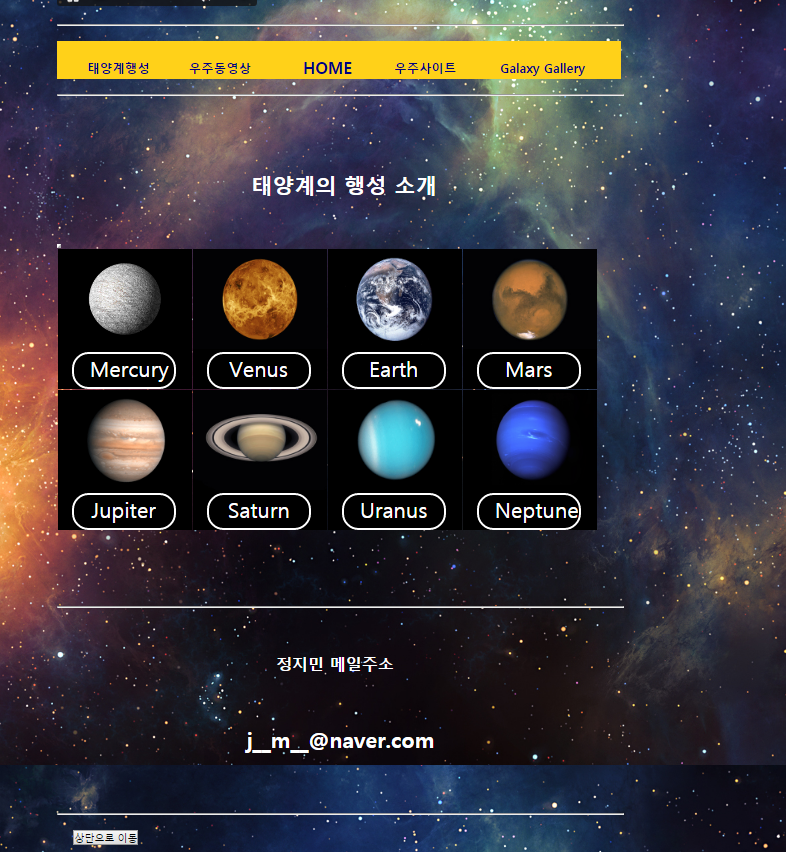 태양계행성 우주동영상 HOME 우주사이트 Galaxy Gallery
태양계의 행성 소개
Mercury Venus Earth Mars
Jupiter Saturn Uranus Neptune
정지민 메일주소
j__m__@naver.com
상단으로 이동